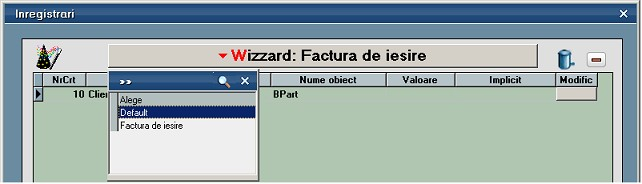 Inregistrari
Wizzard: Factura de iesire
NrCrt Nume obiect Valoare Implicit Modific
10 Clien BPart
>>
Alege
Default
Factura de iesire